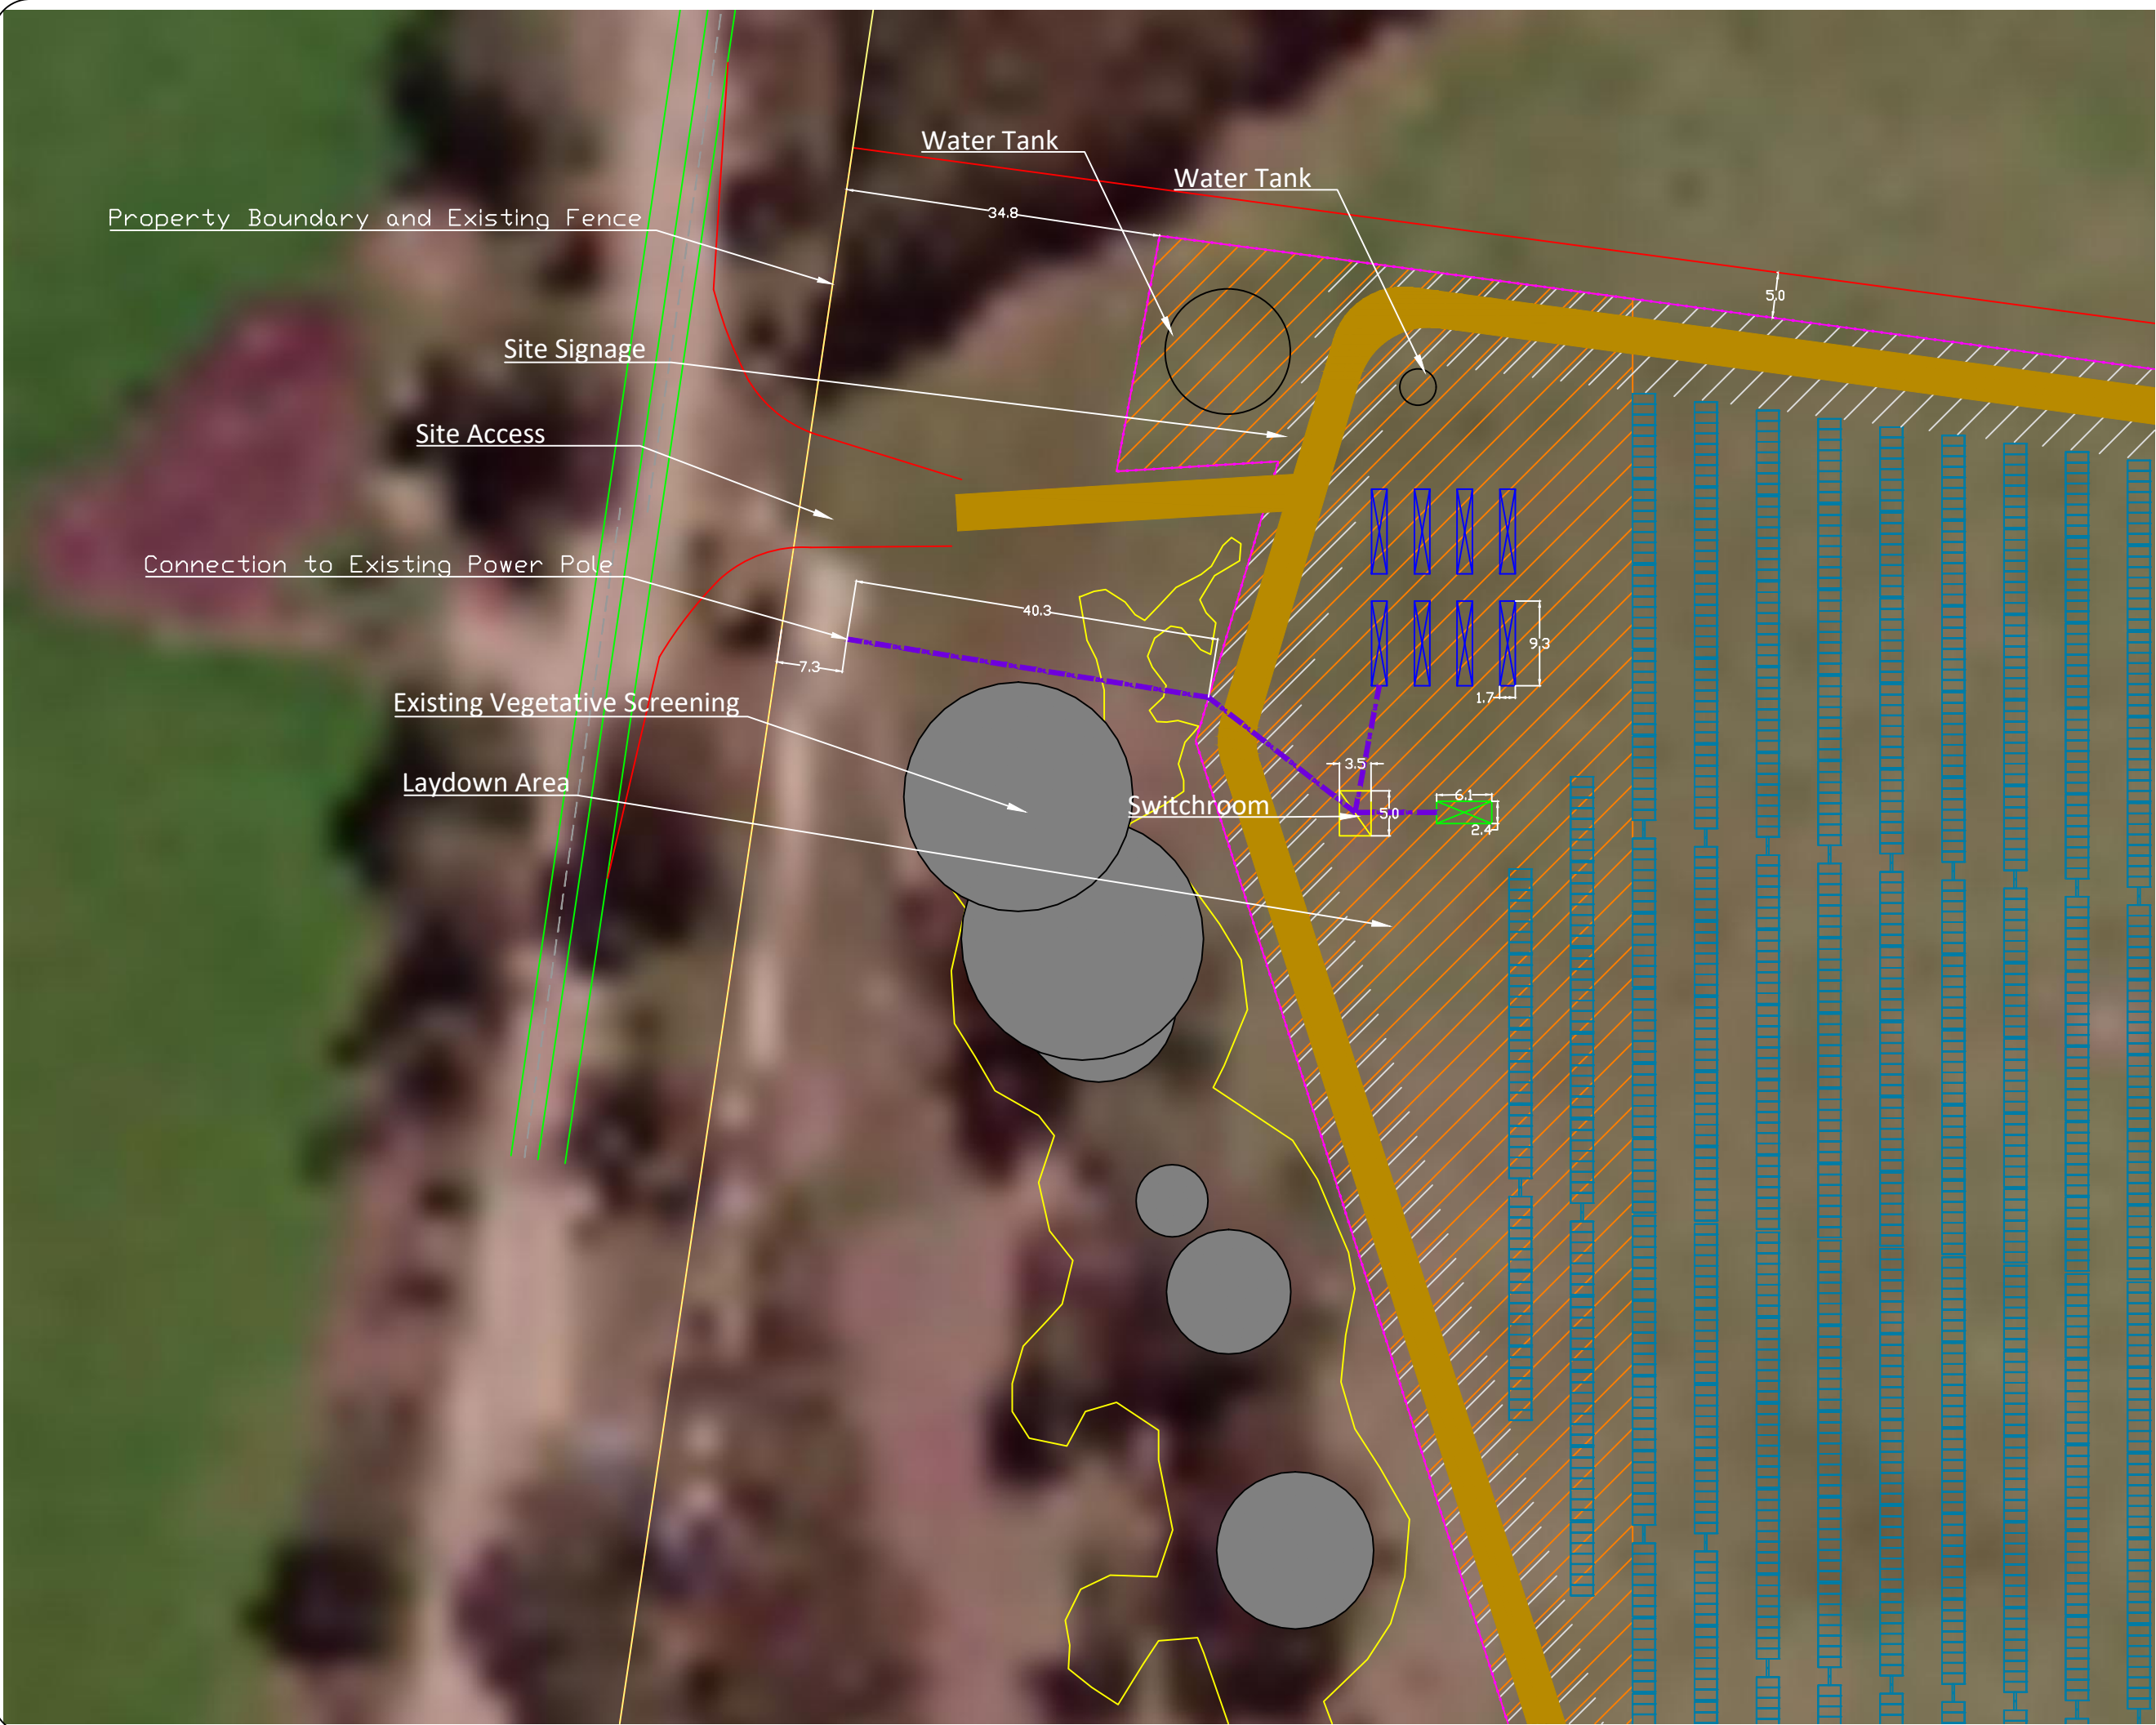 Water Tank
Water Tank
Property Boundary and Existing Fence
34.8
5.0
Site Signage
Site Access
Connection to Existing Power Pole
40.3
7.3
9.3
1.7
Existing Vegetative Screening
Laydown Area
3.5
Switchroom
5.0
6.1
2.4